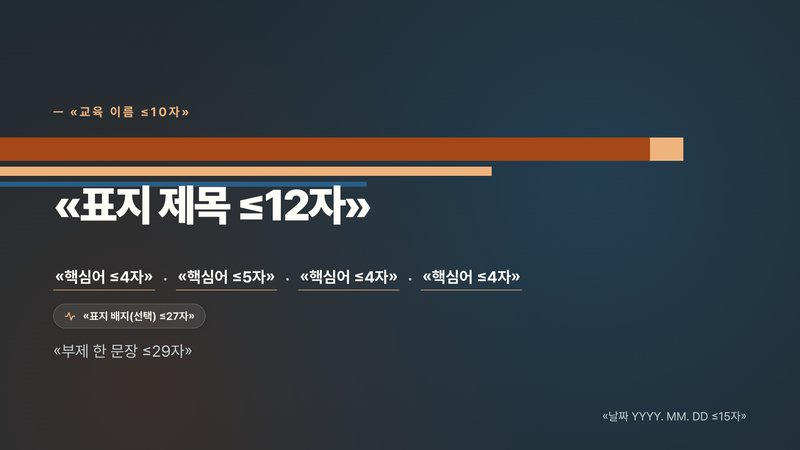 — «교육 이름 ≤10자»
«표지 제목 ≤12자»
«핵심어 ≤4자» · «핵심어 ≤5자» · «핵심어 ≤4자» · «핵심어 ≤4자»
«표지 배지(선택) ≤27자»
«부제 한 문장 ≤29자»
«날짜 YYYY. MM. DD ≤15자»